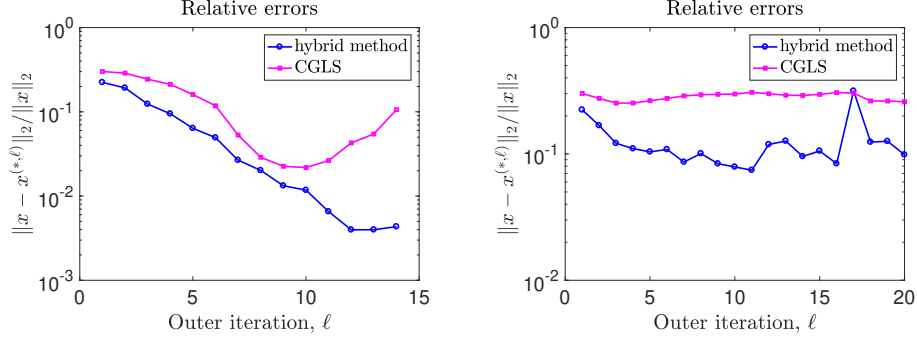 Relative errors
10^0
10^{-1}
10^{-2}
10^{-3}
0 5 10 15
‖x − x^{(*,ℓ)}‖_2/‖x‖_2
Outer iteration, ℓ
hybrid method
CGLS
Relative errors
10^0
10^{-1}
10^{-2}
0 5 10 15 20
‖x − x^{(*,ℓ)}‖_2/‖x‖_2
Outer iteration, ℓ
hybrid method
CGLS